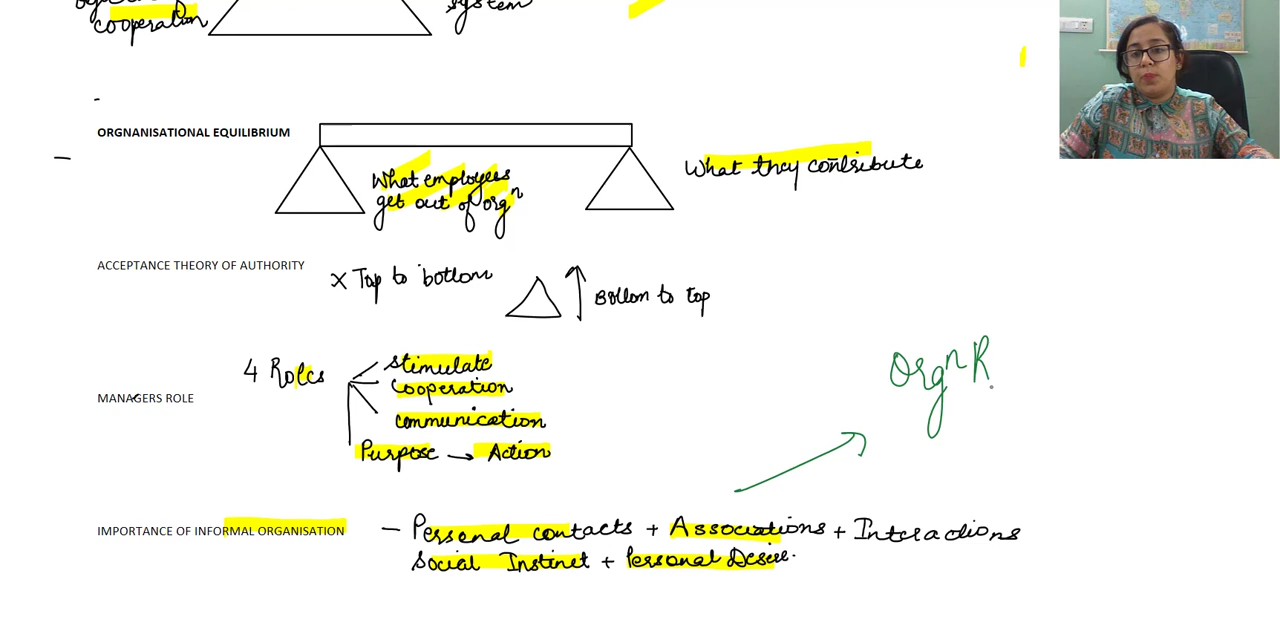 cooperation
system
ORGNANISATIONAL EQUILIBRIUM
What employees
get out of orgn
What they contribute
ACCEPTANCE THEORY OF AUTHORITY
x Top to bottom
Bottom to top
4 Roles
stimulate
cooperation
MANAGERS ROLE
communication
Purpose → Action
Orgn R
IMPORTANCE OF INFORMAL ORGANISATION
- Personal contacts + Associations + Interactions
Social Instinct + Personal Desire.